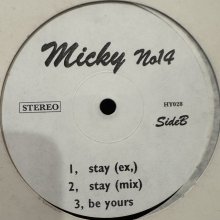 Micky No14
STEREO
HY028
SideB
1, stay (ex,)
2, stay (mix)
3, be yours